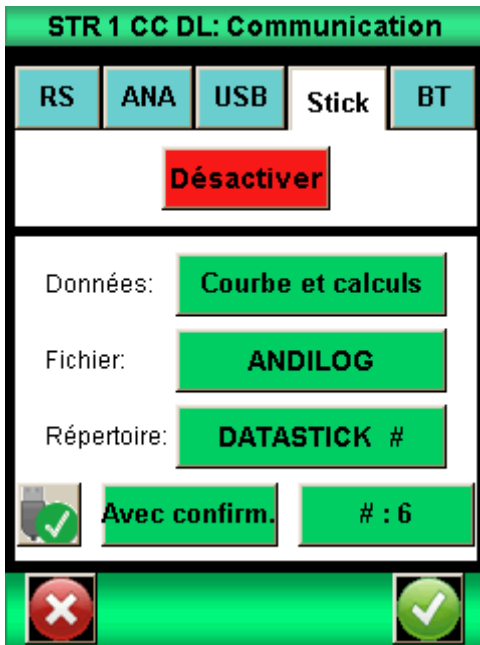 STR 1 CC DL: Communication
RS ANA USB Stick BT
Désactiver
Données: Courbe et calculs
Fichier: ANDILOG
Répertoire: DATASTICK #
Avec confirm. # : 6